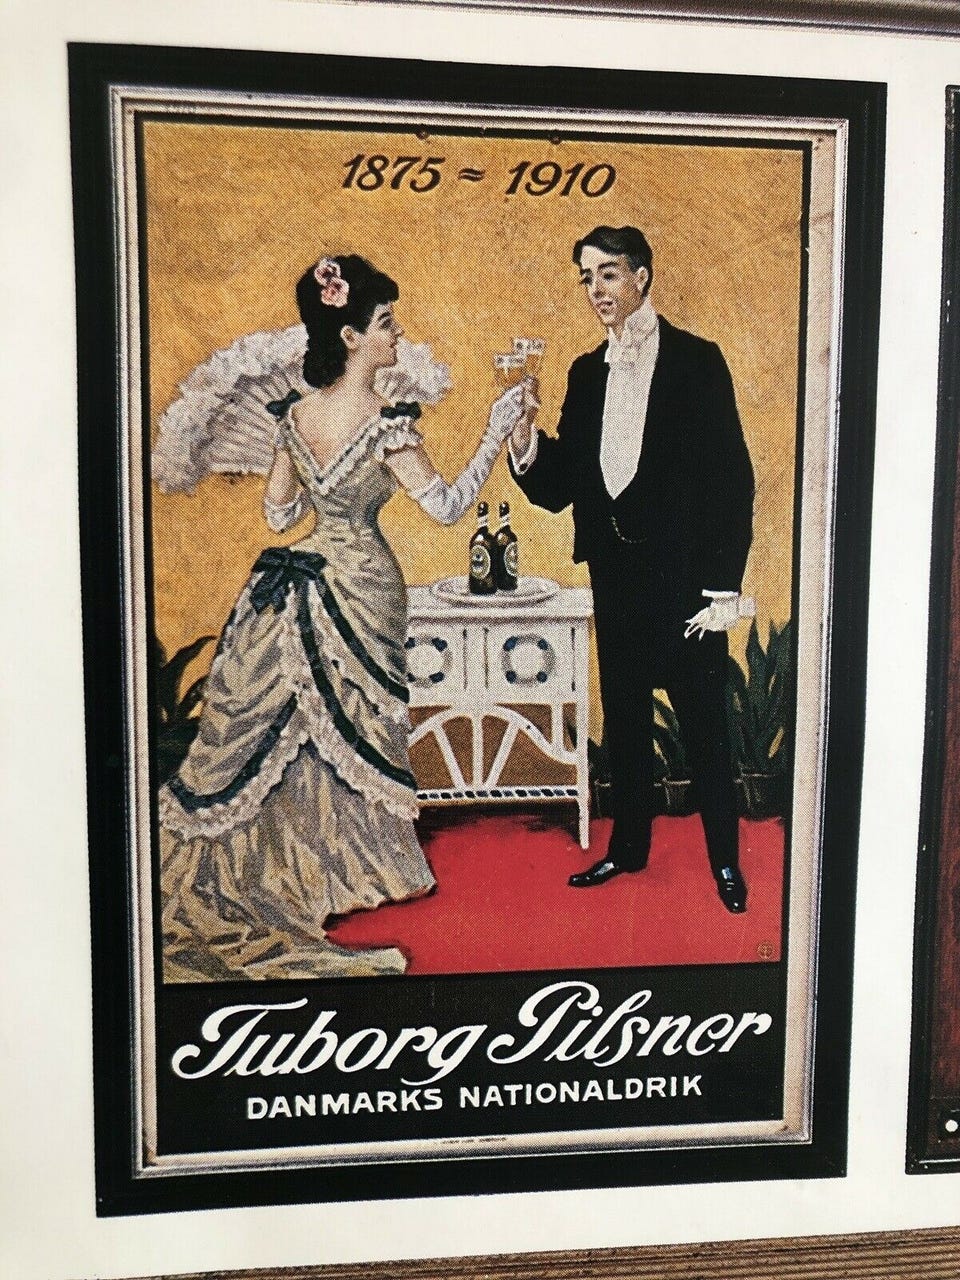 1875 ≈ 1910
Tuborg Pilsner
DANMARKS NATIONALDRIK